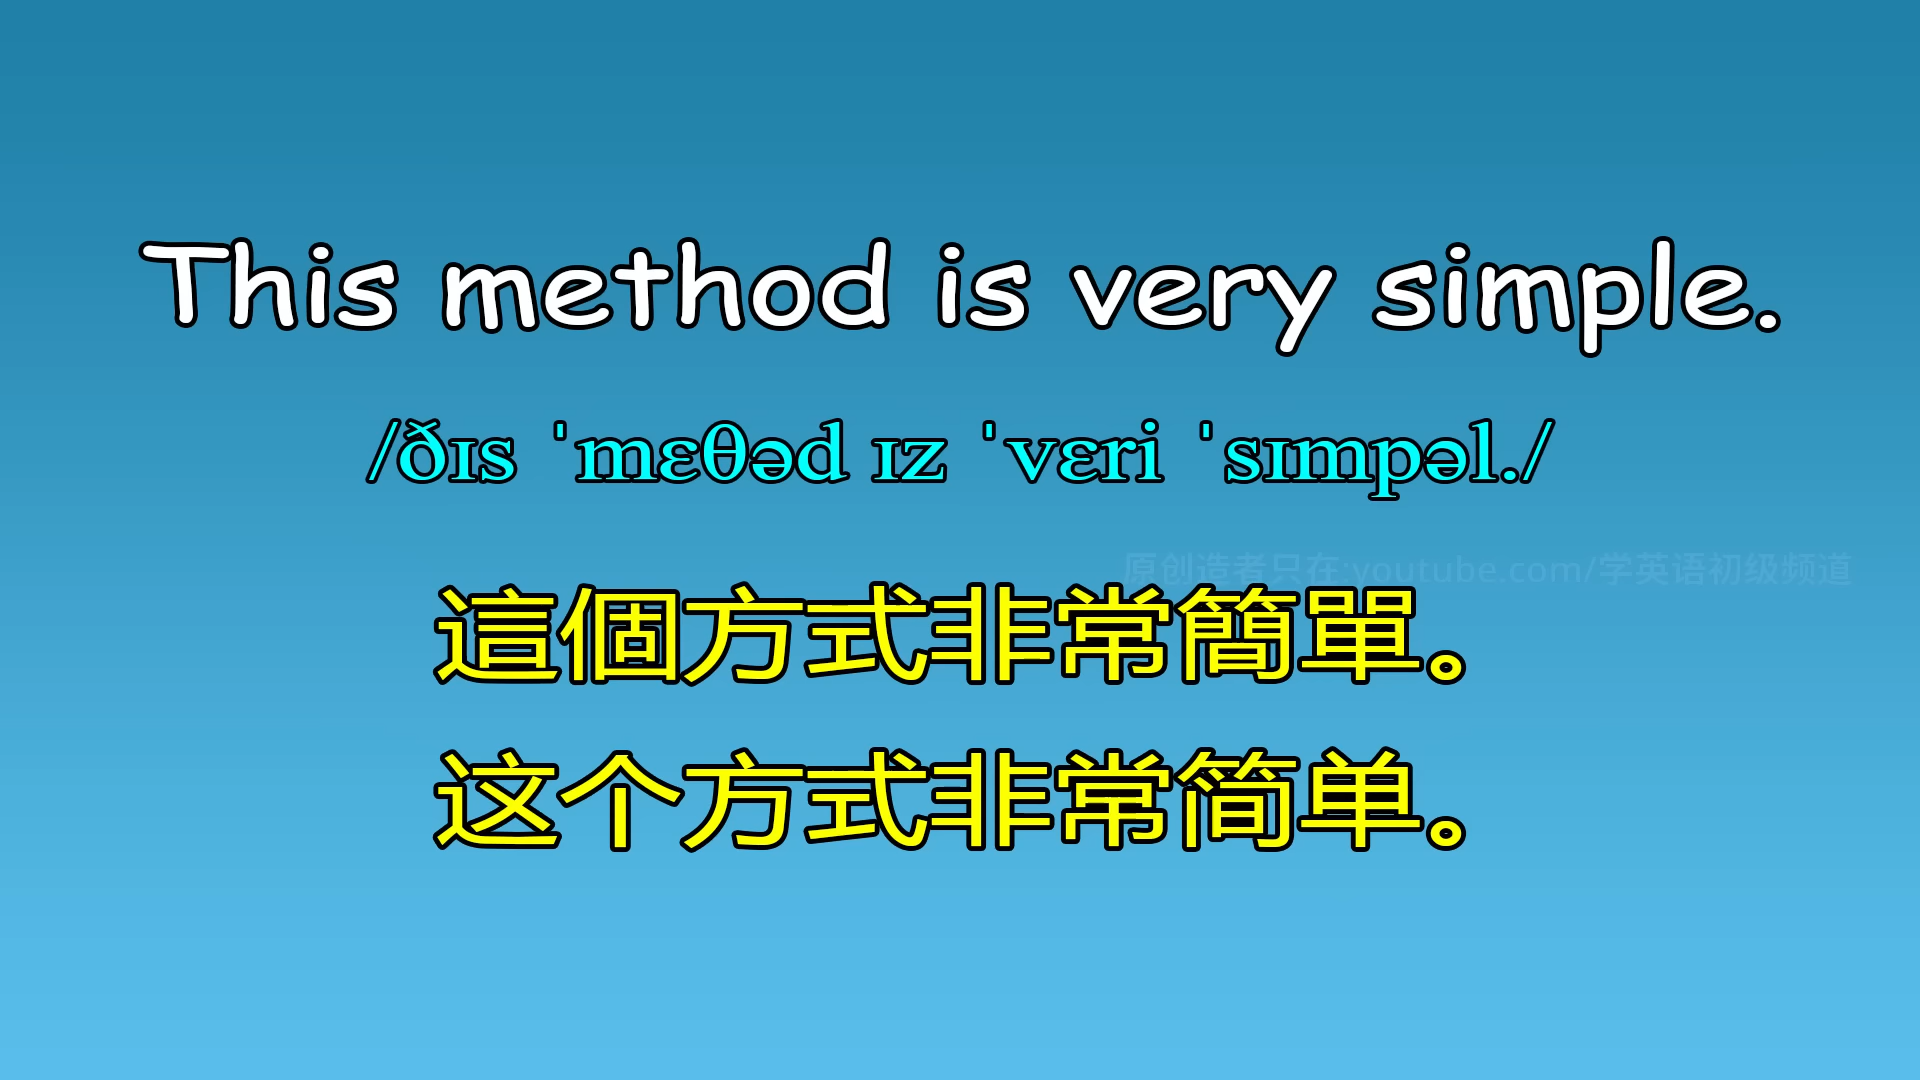 This method is very simple.
/ðɪs ˈmɛθəd ɪz ˈvɛri ˈsɪmpəl./
原创造者只在:youtube.com/学英语初级频道
這個方式非常簡單。
这个方式非常简单。